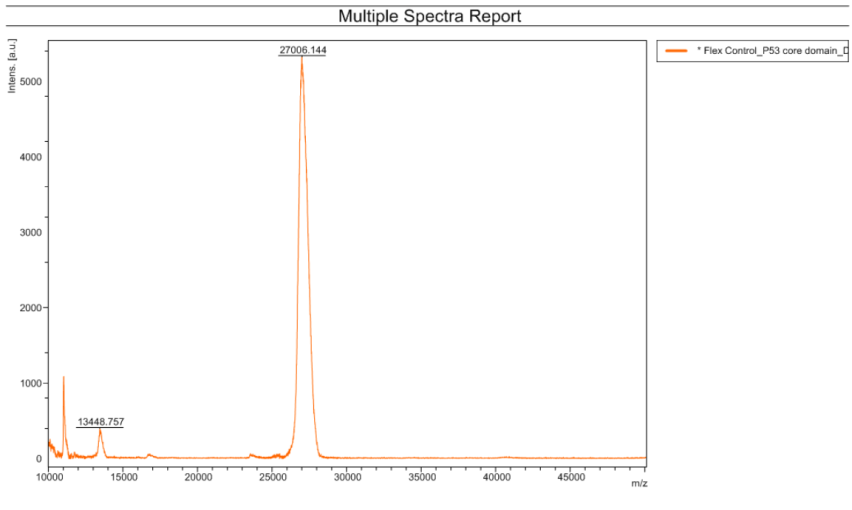 Multiple Spectra Report
Intens. [a.u.]
* Flex Control_P53 core domain_D
27006.144
5000
4000
3000
2000
1000
13448.757
0
10000 15000 20000 25000 30000 35000 40000 45000
m/z